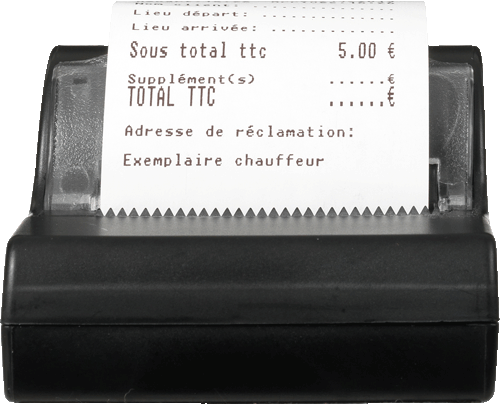 Lieu départ: ............
Lieu arrivée: ............
Sous total ttc 5.00 €
Supplément(s) ......€
TOTAL TTC ......€
Adresse de réclamation:
Exemplaire chauffeur